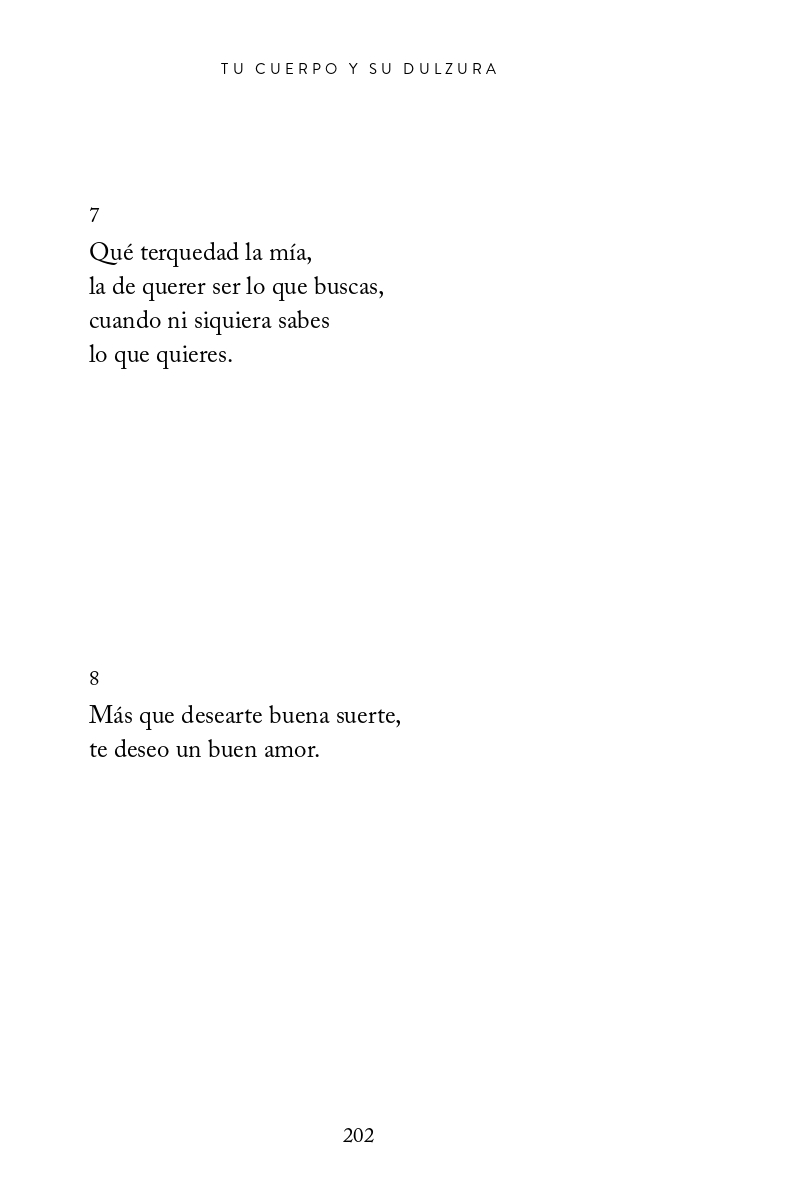 TU CUERPO Y SU DULZURA
7
Qué terquedad la mía,
la de querer ser lo que buscas,
cuando ni siquiera sabes
lo que quieres.
8
Más que desearte buena suerte,
te deseo un buen amor.
202